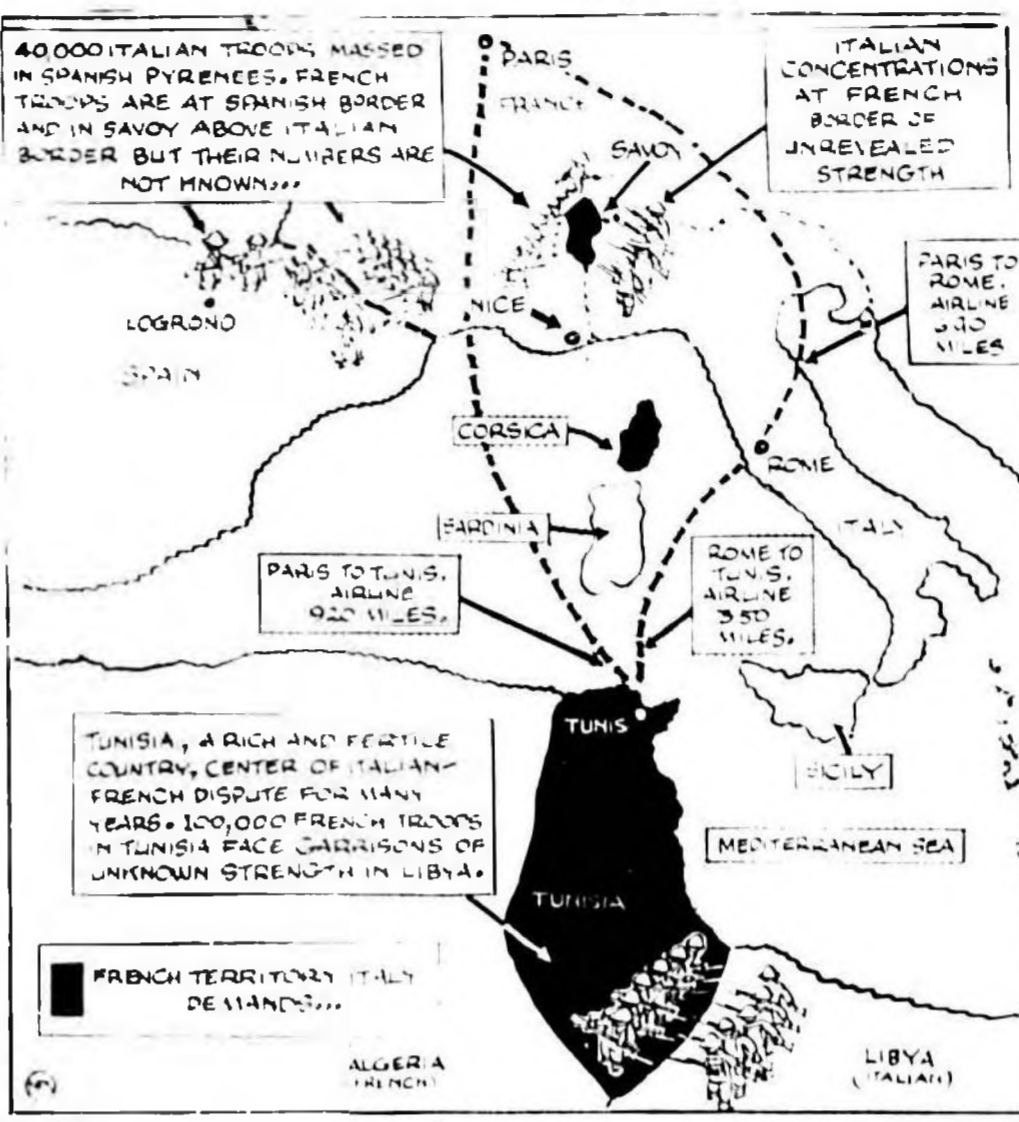 40,000 ITALIAN TROOPS MASSED
IN SPANISH PYRENEES. FRENCH
TROOPS ARE AT SPANISH BORDER
AND IN SAVOY ABOVE ITALIAN
BORDER BUT THEIR NUMBERS ARE
NOT KNOWN...
PARIS
FRANCE
ITALIAN
CONCENTRATIONS
AT FRENCH
BORDER OF
UNREVEALED
STRENGTH
SAVOY
PARIS TO
ROME.
AIRLINE
MILES
NICE
LOGRONO
SPAIN
CORSICA
ROME
SARDINIA
ITALY
PARIS TO TUNIS.
AIRLINE
920 MILES.
ROME TO
TUNIS.
AIRLINE
350
MILES.
TUNIS
SICILY
TUNISIA, A RICH AND FERTILE
COUNTRY, CENTER OF ITALIAN-
FRENCH DISPUTE FOR MANY
YEARS. 100,000 FRENCH TROOPS
IN TUNISIA FACE GARRISONS OF
UNKNOWN STRENGTH IN LIBYA.
MEDITERRANEAN SEA
TUNISIA
FRENCH TERRITORY ITALY
DEMANDS...
ALGERIA
(FRENCH)
LIBYA
(ITALIAN)